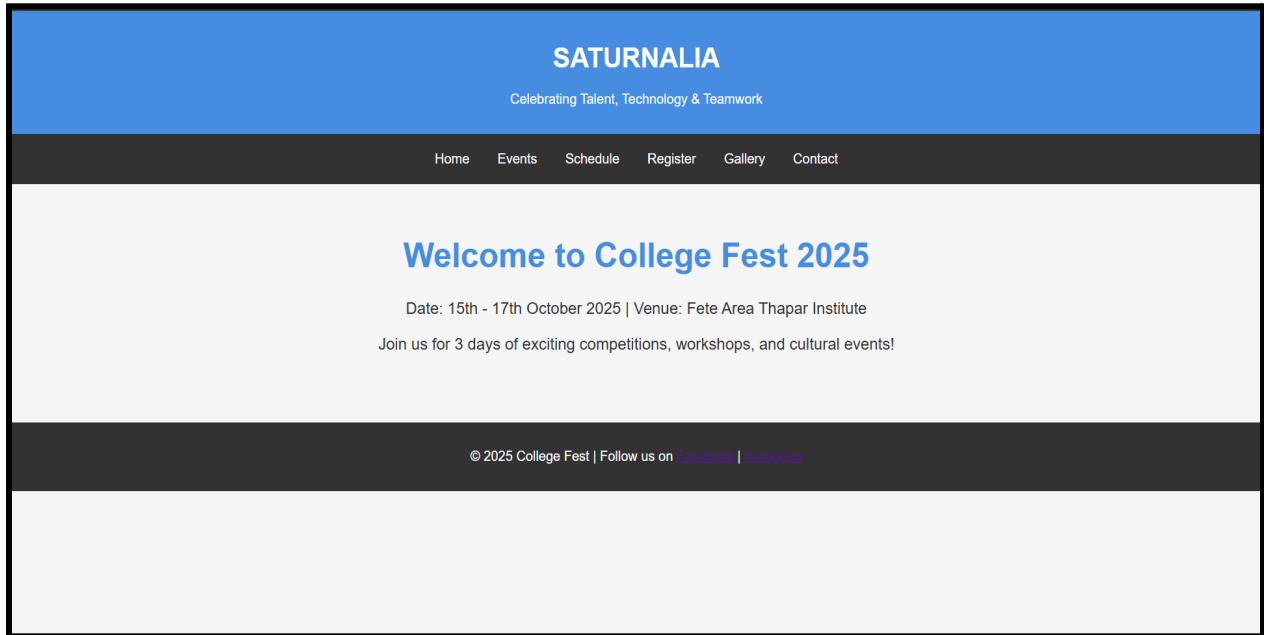 SATURNALIA
Celebrating Talent, Technology & Teamwork
Home Events Schedule Register Gallery Contact
Welcome to College Fest 2025
Date: 15th - 17th October 2025 | Venue: Fete Area Thapar Institute
Join us for 3 days of exciting competitions, workshops, and cultural events!
© 2025 College Fest | Follow us on Facebook | Instagram